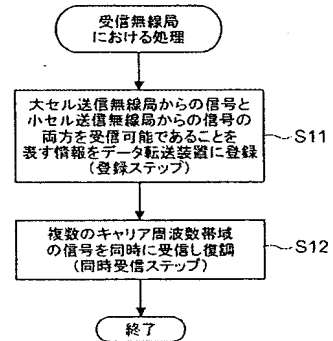 受信無線局
における処理
大セル送信無線局からの信号と
小セル送信無線局からの信号の
両方を受信可能であることを
表す情報をデータ転送装置に登録
(登録ステップ)
S11
複数のキャリア周波数帯域
の信号を同時に受信し復調
(同時受信ステップ)
S12
終了